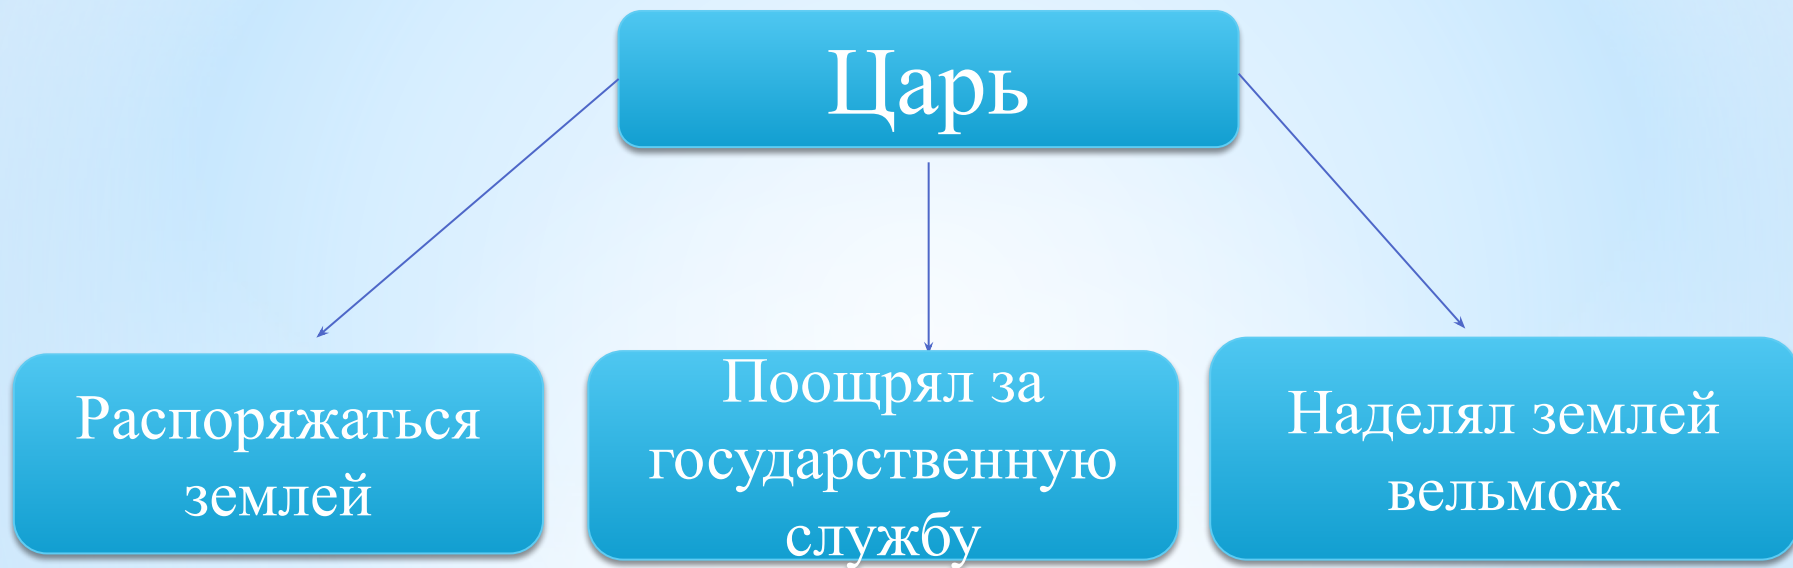 Царь
Распоряжаться
землей
Поощрял за
государственную
службу
Наделял землей
вельмож